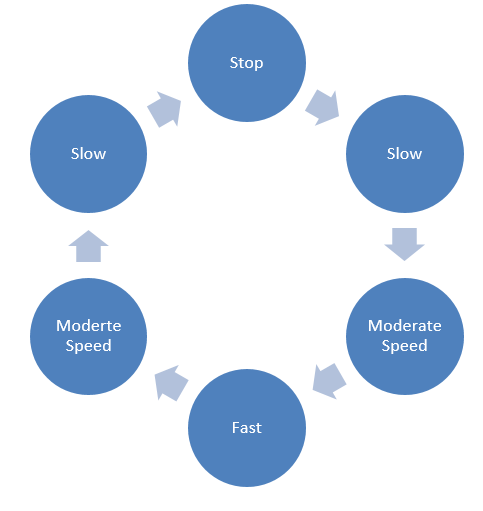 Stop
Slow
Moderate
Speed
Fast
Moderte
Speed
Slow